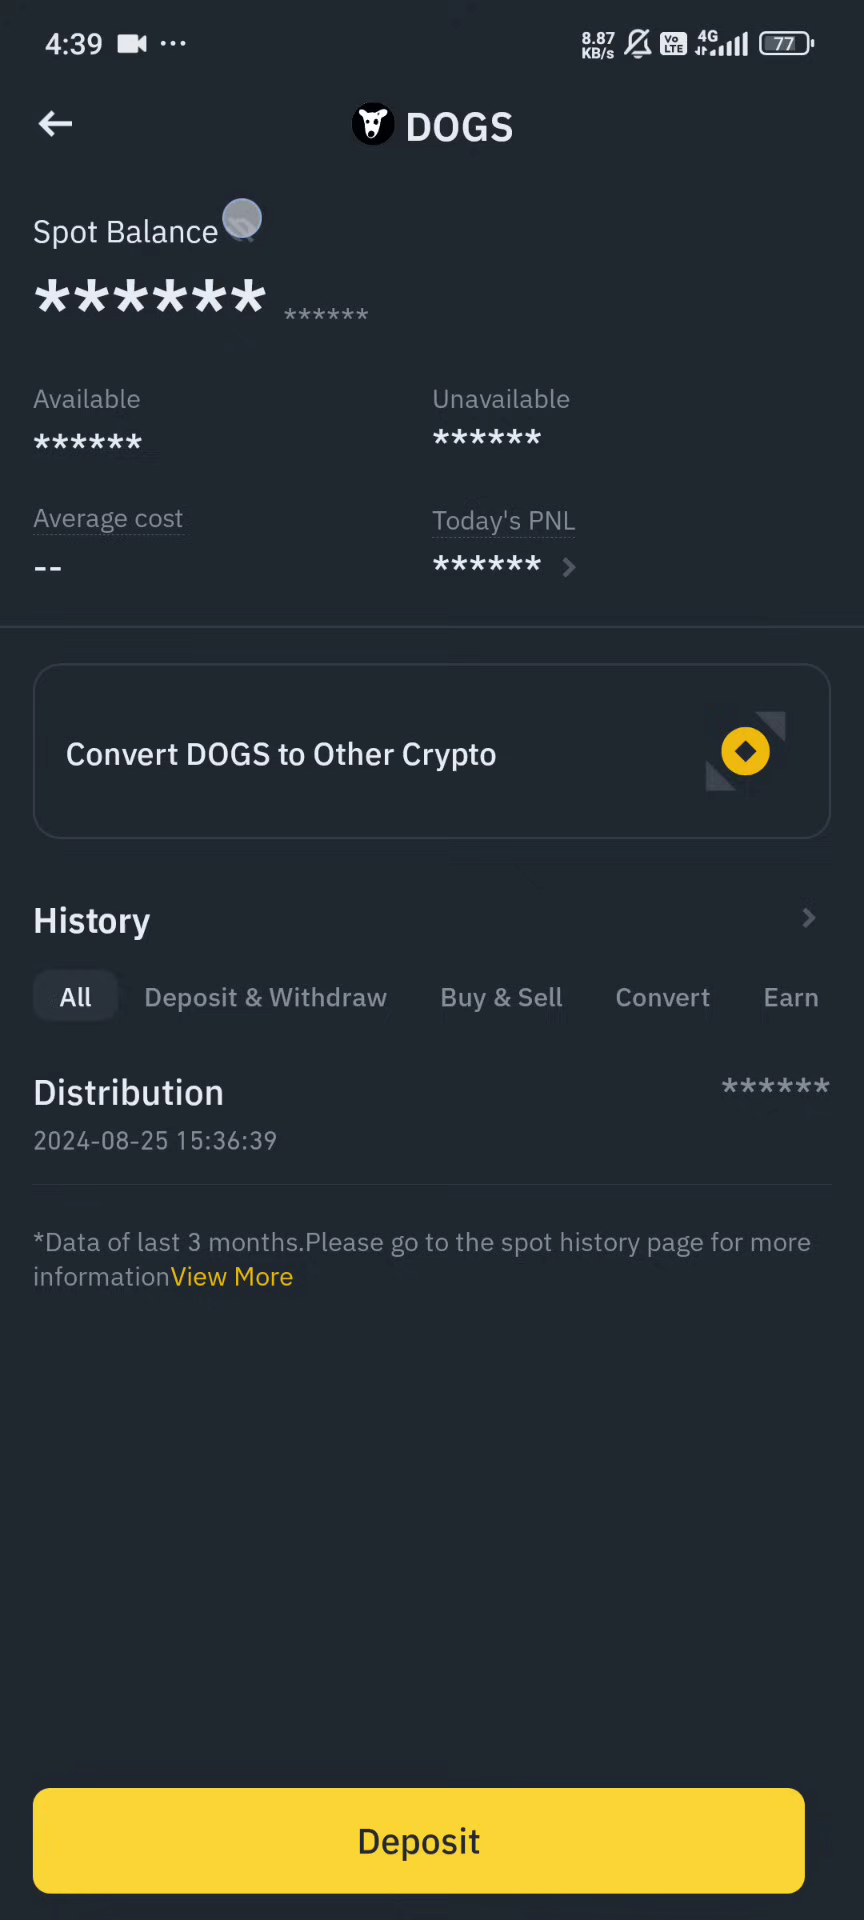 4:39
8.87 KB/s Vo LTE 4G 77
DOGS
Spot Balance
****** ******
Available Unavailable
****** ******
Average cost Today's PNL
-- ******
Convert DOGS to Other Crypto
History
All Deposit & Withdraw Buy & Sell Convert Earn
Distribution ******
2024-08-25 15:36:39
*Data of last 3 months.Please go to the spot history page for more
informationView More
Deposit